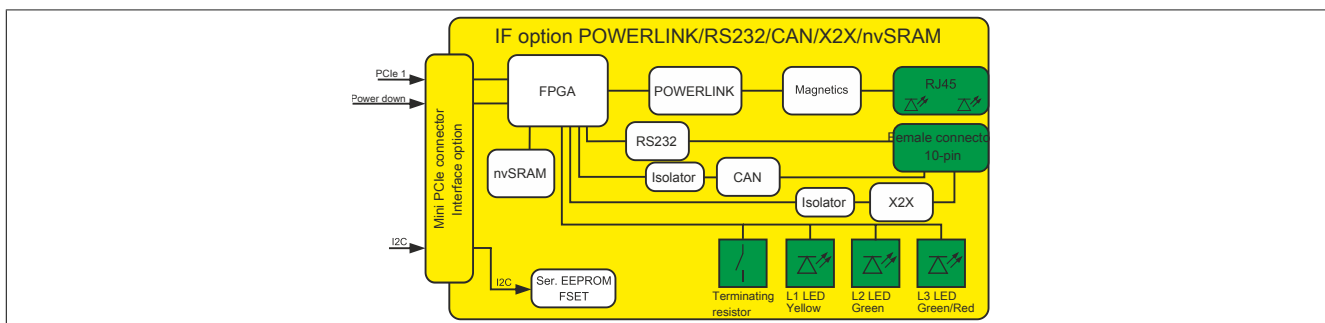 IF option POWERLINK/RS232/CAN/X2X/nvSRAM
PCIe 1
Power down
I2C
Mini PCIe connector
Interface option
FPGA
POWERLINK
Magnetics
RJ45
nvSRAM
RS232
Female connector
10-pin
Isolator
CAN
Isolator
X2X
I2C
Ser. EEPROM
FSET
Terminating
resistor
L1 LED
Yellow
L2 LED
Green
L3 LED
Green/Red